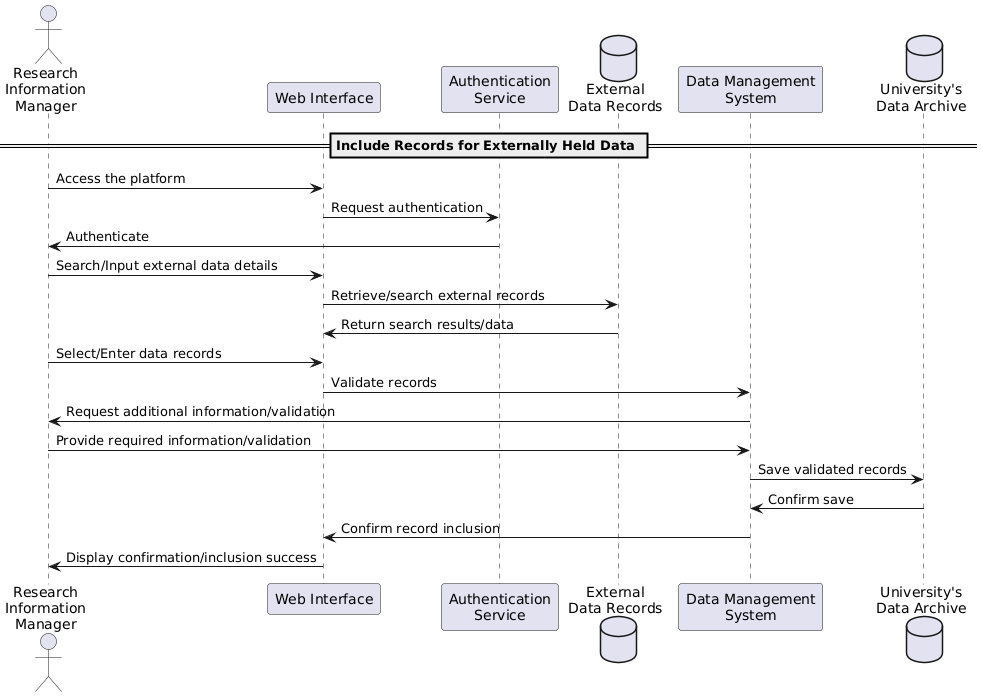 Research
Information
Manager
Web Interface
Authentication
Service
External
Data Records
Data Management
System
University's
Data Archive
Include Records for Externally Held Data
Access the platform
Request authentication
Authenticate
Search/Input external data details
Retrieve/search external records
Return search results/data
Select/Enter data records
Validate records
Request additional information/validation
Provide required information/validation
Save validated records
Confirm save
Confirm record inclusion
Display confirmation/inclusion success
Research
Information
Manager
Web Interface
Authentication
Service
External
Data Records
Data Management
System
University's
Data Archive